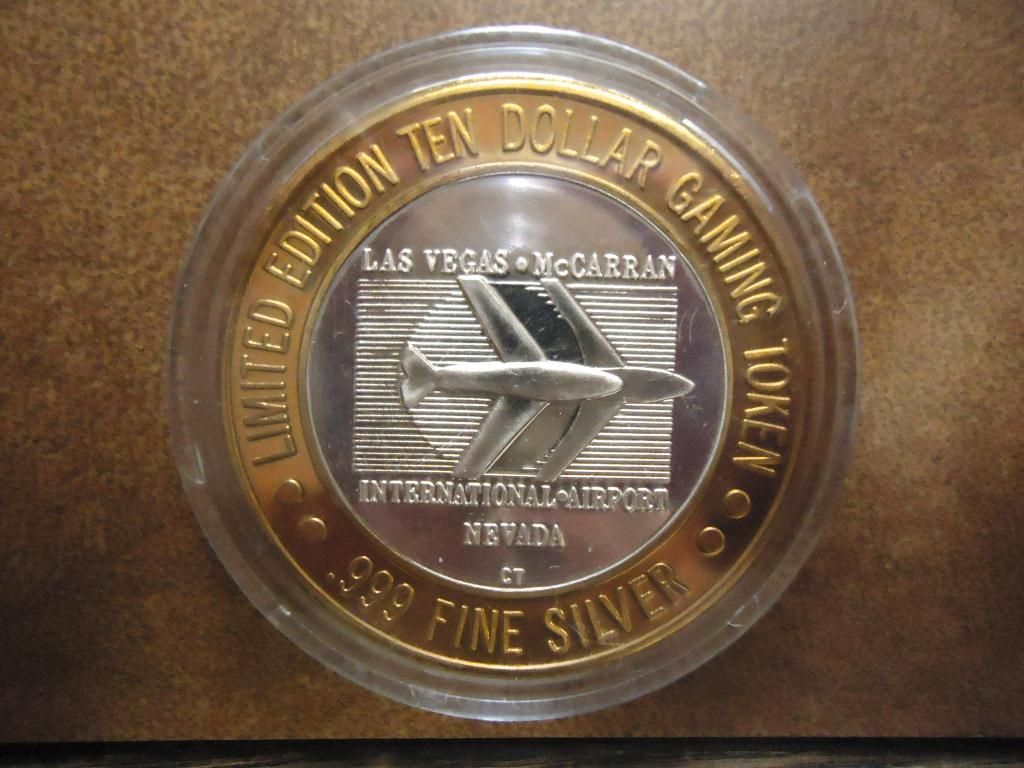 LIMITED EDITION TEN DOLLAR GAMING TOKEN
LAS VEGAS • McCARRAN
INTERNATIONAL • AIRPORT
NEVADA
CT
.999 FINE SILVER